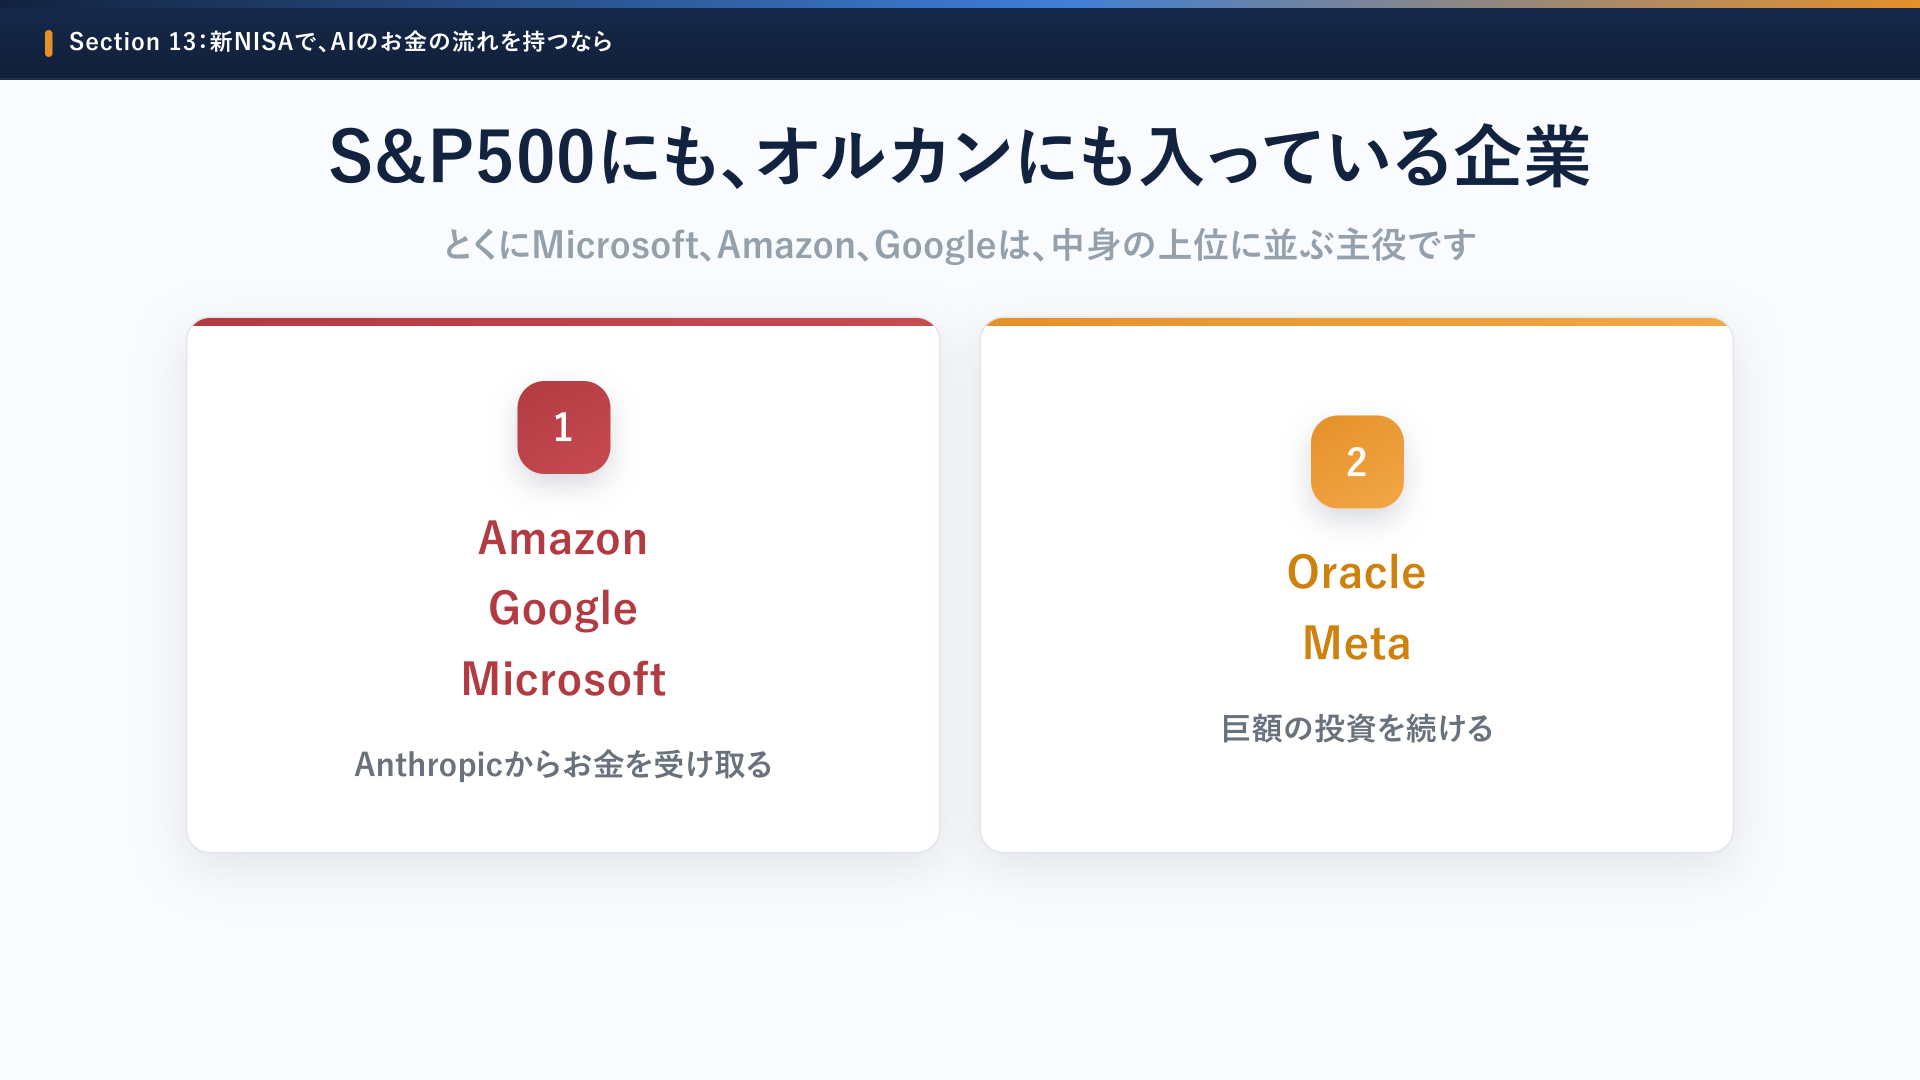 Section 13：新NISAで、AIのお金の流れを持つなら
S&P500にも、オルカンにも入っている企業
とくにMicrosoft、Amazon、Googleは、中身の上位に並ぶ主役です
1
Amazon
Google
Microsoft
Anthropicからお金を受け取る
2
Oracle
Meta
巨額の投資を続ける